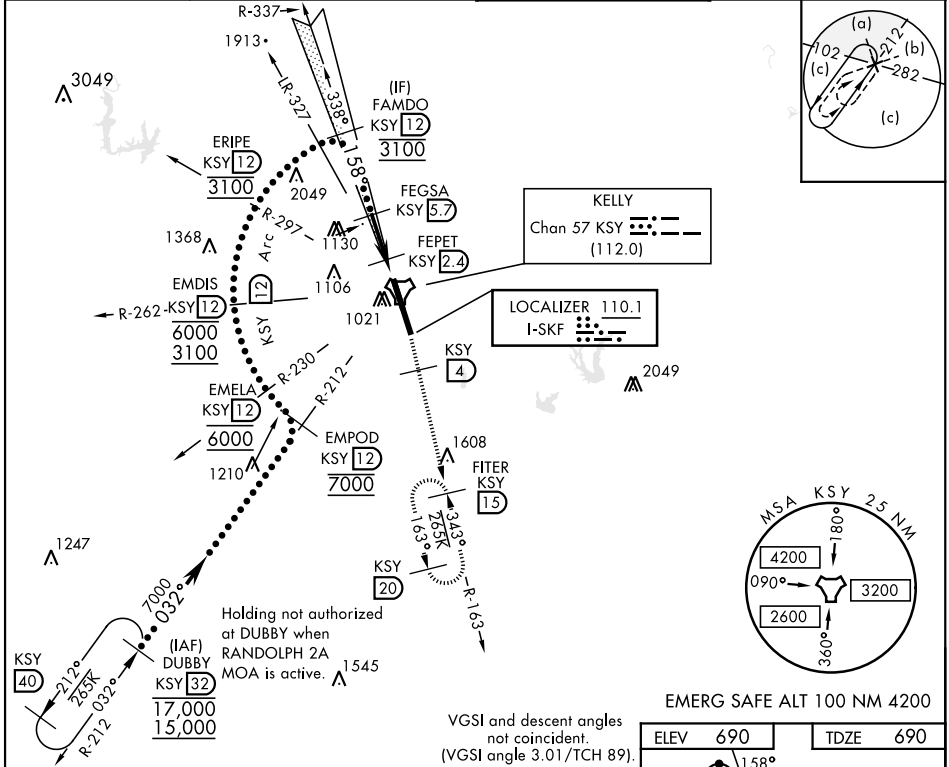 R-337
1913
LR-327
338°
158°
3049
(IF)
FAMDO
KSY 12
3100
ERIPE
KSY 12
3100
2049
FEGSA
KSY 5.7
R-297
1130
FEPET
KSY 2.4
1368
KSY 12 Arc
1106
1021
EMDIS
KSY 12
6000
3100
R-262
KELLY
Chan 57 KSY
(112.0)
LOCALIZER 110.1
I-SKF
R-230
R-212
KSY
4
2049
EMELA
KSY 12
6000
1210
EMPOD
KSY 12
7000
1608
FITER
KSY
15
343°
265K
163°
KSY
20
R-163
1247
7000
032°
Holding not authorized
at DUBBY when
RANDOLPH 2A
MOA is active.
1545
(IAF)
DUBBY
KSY 32
17,000
15,000
KSY
40
212°
265K
032°
R-212
(a)
102
212
(b)
(c)
282
(c)
MSA KSY 25 NM
180°
4200
090°
3200
2600
360°
EMERG SAFE ALT 100 NM 4200
VGSI and descent angles
not coincident.
(VGSI angle 3.01/TCH 89).
ELEV 690
TDZE 690
158°